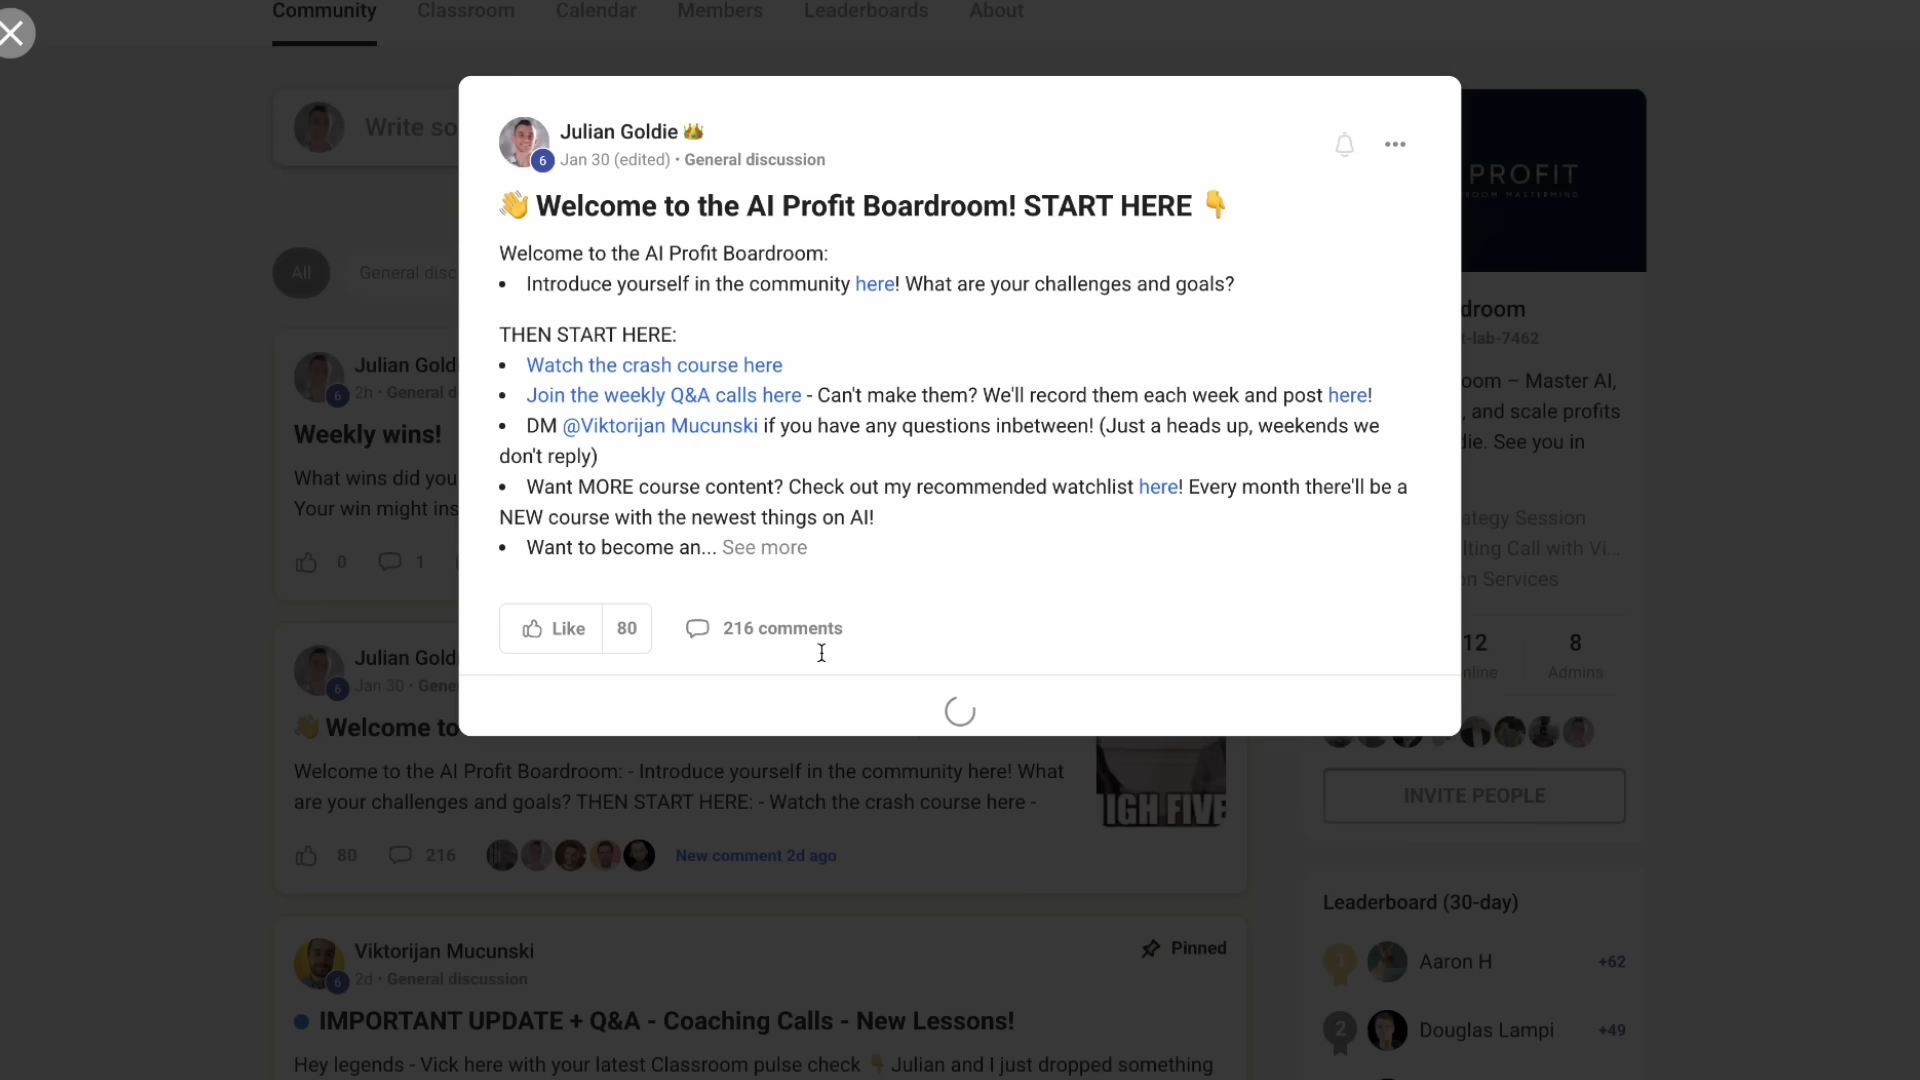 Community Classroom Calendar Members Leaderboards About
Write so
All General disc
Julian Goldie 👑
6 Jan 30 (edited) • General discussion
👋 Welcome to the AI Profit Boardroom! START HERE 👇
Welcome to the AI Profit Boardroom:
• Introduce yourself in the community here! What are your challenges and goals?
THEN START HERE:
• Watch the crash course here
• Join the weekly Q&A calls here - Can't make them? We'll record them each week and post here!
• DM @Viktorijan Mucunski if you have any questions inbetween! (Just a heads up, weekends we
don't reply)
• Want MORE course content? Check out my recommended watchlist here! Every month there'll be a
NEW course with the newest things on AI!
• Want to become an... See more
Like 80 216 comments
Julian Gold
6 2h • General d
Weekly wins!
What wins did you
Your win might ins
0 1
Julian Gold
6 Jan 30 • Gene
👋 Welcome to
Welcome to the AI Profit Boardroom: - Introduce yourself in the community here! What
are your challenges and goals? THEN START HERE: - Watch the crash course here -
IGH FIVE
80 216 New comment 2d ago
Viktorijan Mucunski
6 2d • General discussion
Pinned
IMPORTANT UPDATE + Q&A - Coaching Calls - New Lessons!
Hey legends - Vick here with your latest Classroom pulse check 👇 Julian and I just dropped something
PROFIT
ROOM MASTERMIND
droom
t-lab-7462
oom – Master AI,
, and scale profits
die. See you in
ategy Session
lting Call with Vi...
on Services
12 8
nline Admins
INVITE PEOPLE
Leaderboard (30-day)
1 Aaron H +62
2 Douglas Lampi +49